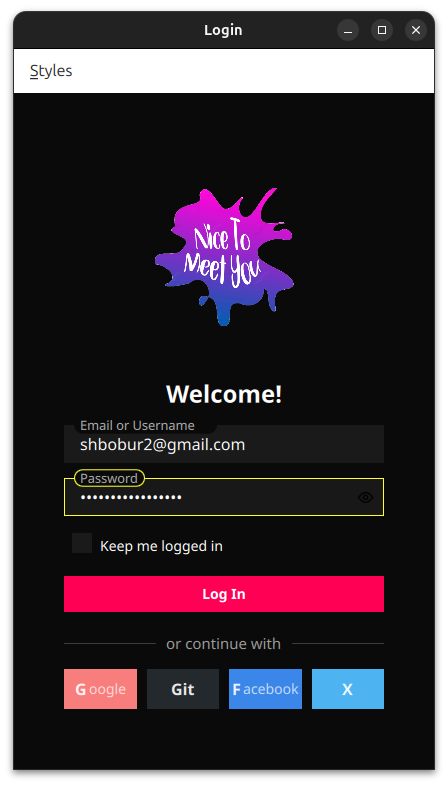 Login
Styles
Nice To
Meet You
Welcome!
Email or Username
shbobur2@gmail.com
Password
•••••••••••••••••
Keep me logged in
Log In
or continue with
Google Git Facebook X